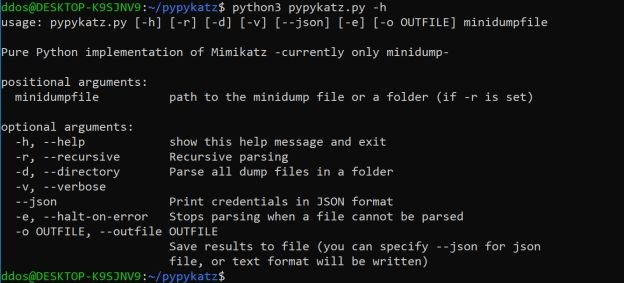 ddos@DESKTOP-K9SJNV9:~/pypykatz$ python3 pypykatz.py -h
usage: pypykatz.py [-h] [-r] [-d] [-v] [--json] [-e] [-o OUTFILE] minidumpfile
Pure Python implementation of Mimikatz -currently only minidump-
positional arguments:
minidumpfile path to the minidump file or a folder (if -r is set)
optional arguments:
-h, --help show this help message and exit
-r, --recursive Recursive parsing
-d, --directory Parse all dump files in a folder
-v, --verbose
--json Print credentials in JSON format
-e, --halt-on-error Stops parsing when a file cannot be parsed
-o OUTFILE, --outfile OUTFILE
Save results to file (you can specify --json for json
file, or text format will be written)
ddos@DESKTOP-K9SJNV9:~/pypykatz$